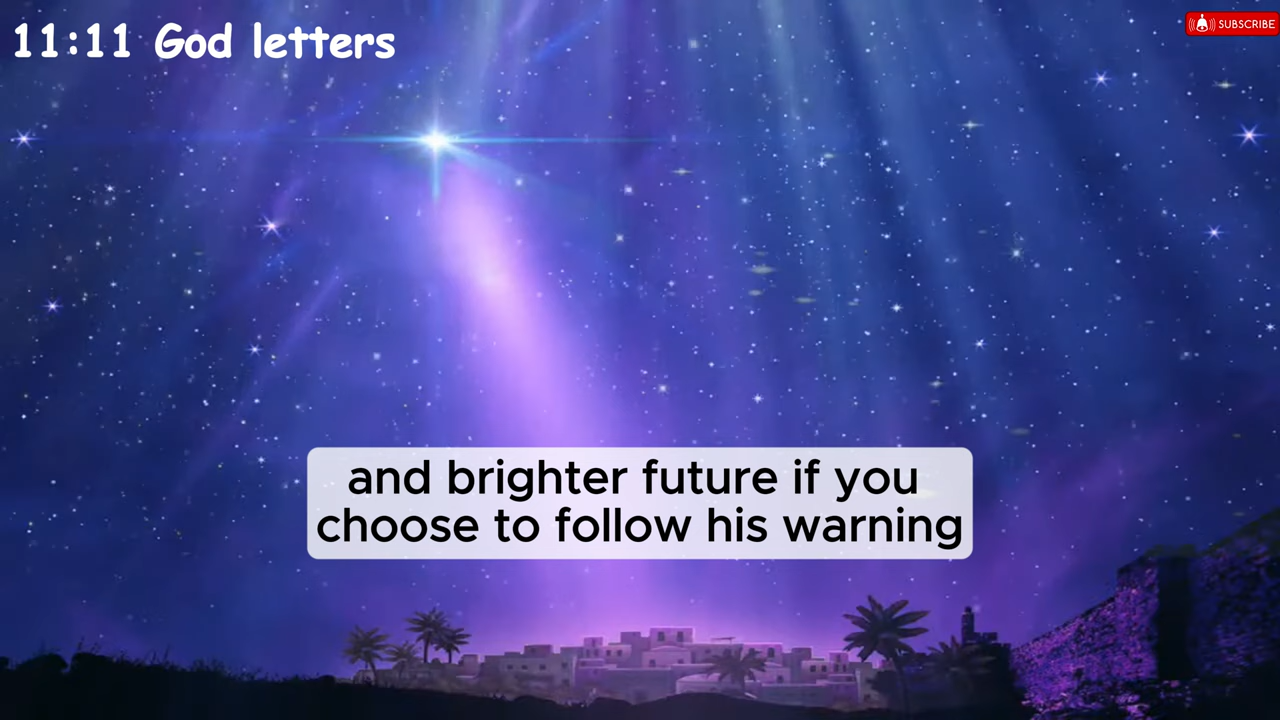 11:11 God letters
SUBSCRIBE
and brighter future if you
choose to follow his warning